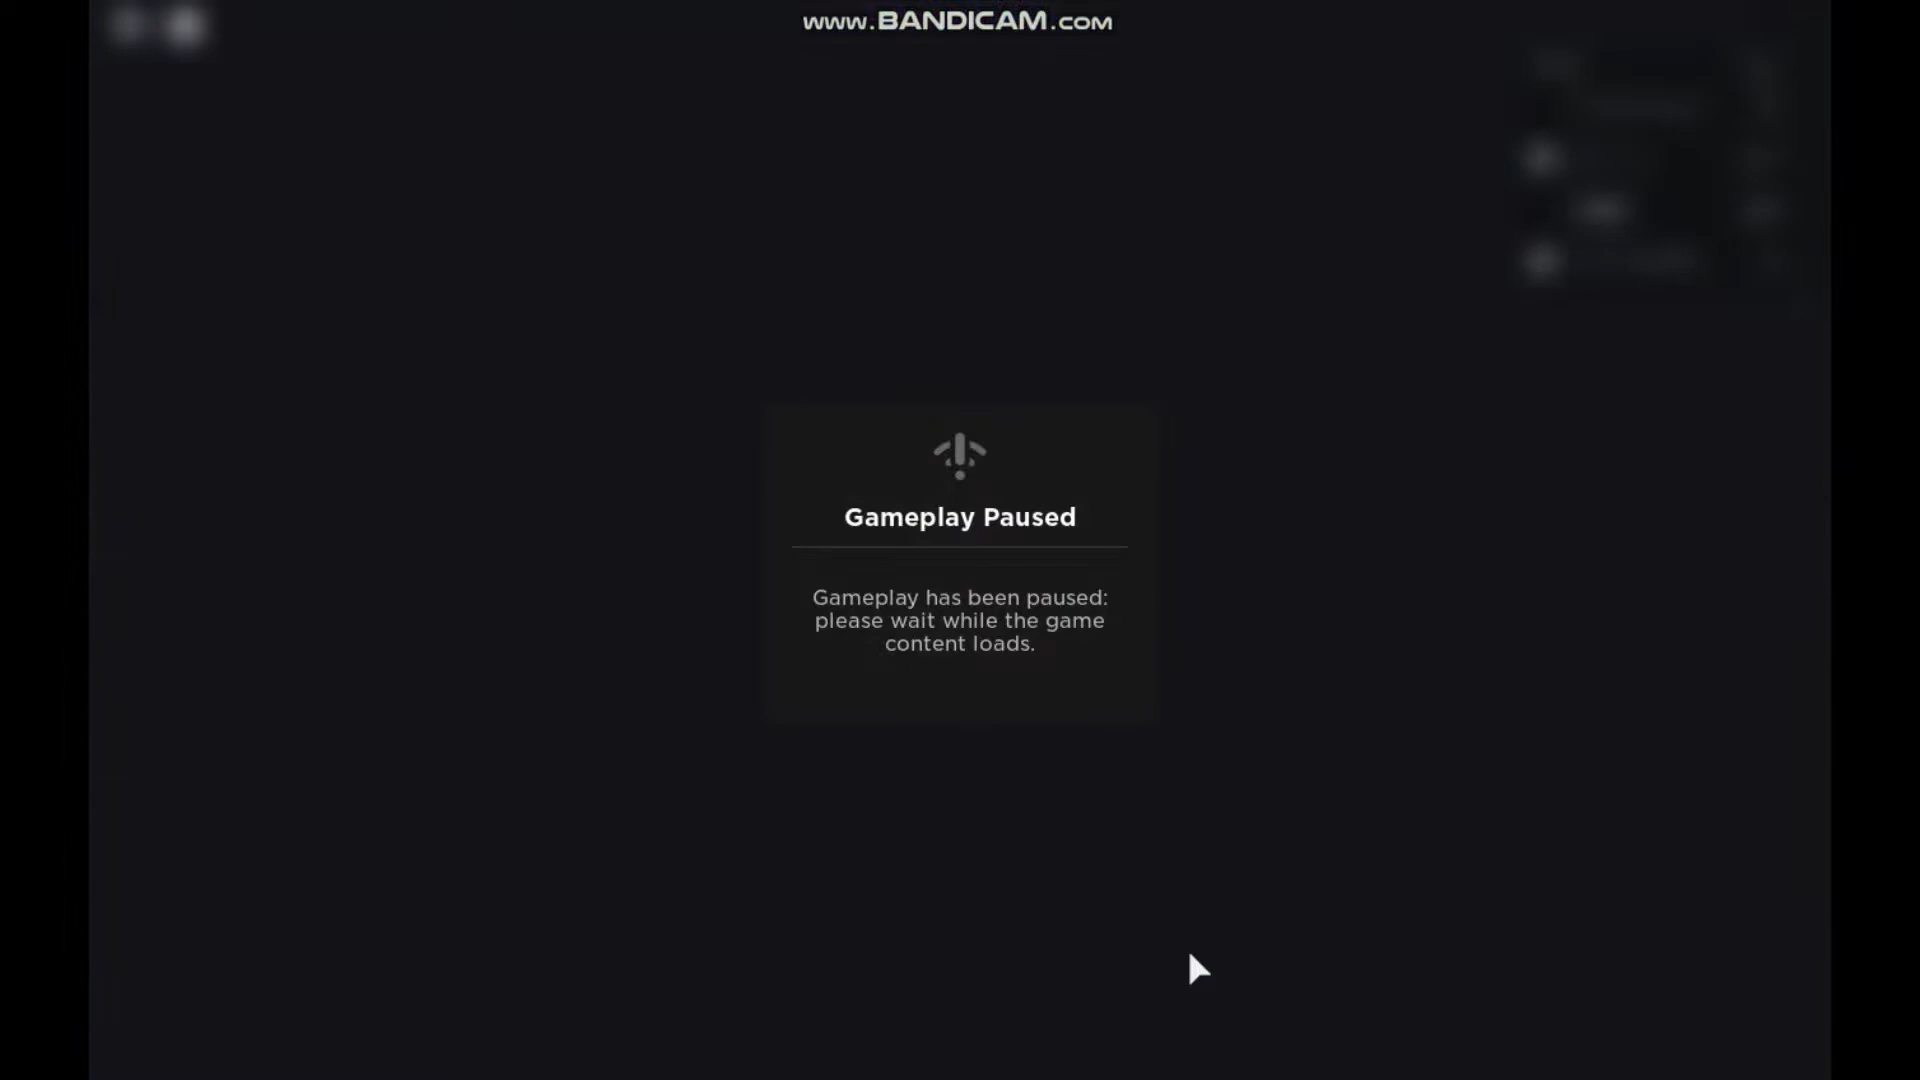 www.BANDICAM.COM
Gameplay Paused
Gameplay has been paused:
please wait while the game
content loads.